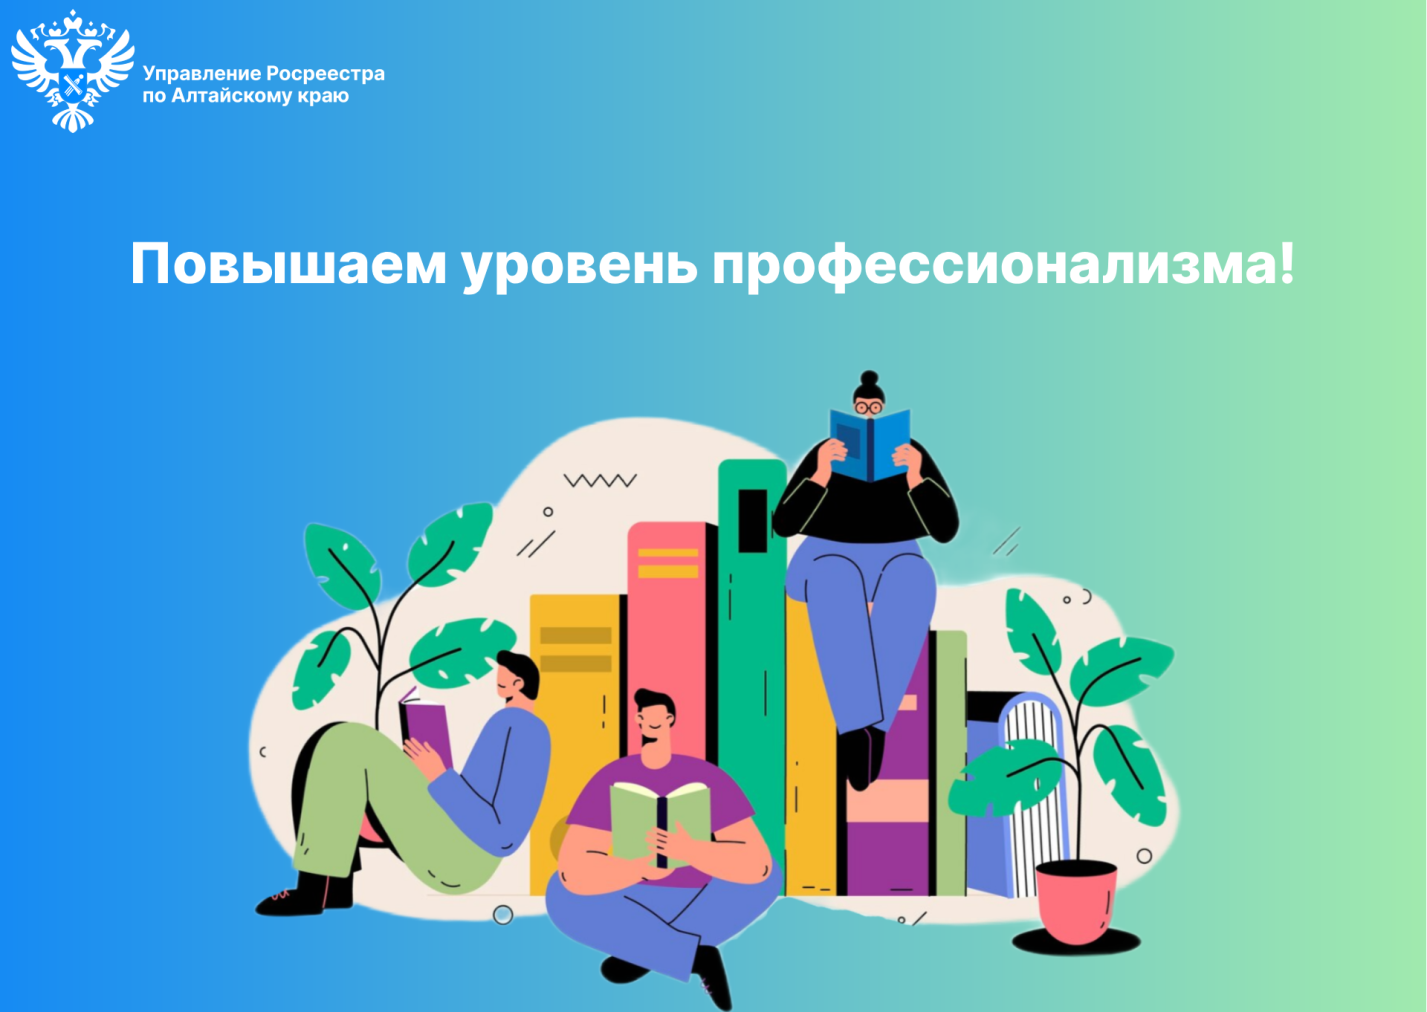 Управление Росреестра
по Алтайскому краю
Повышаем уровень профессионализма!